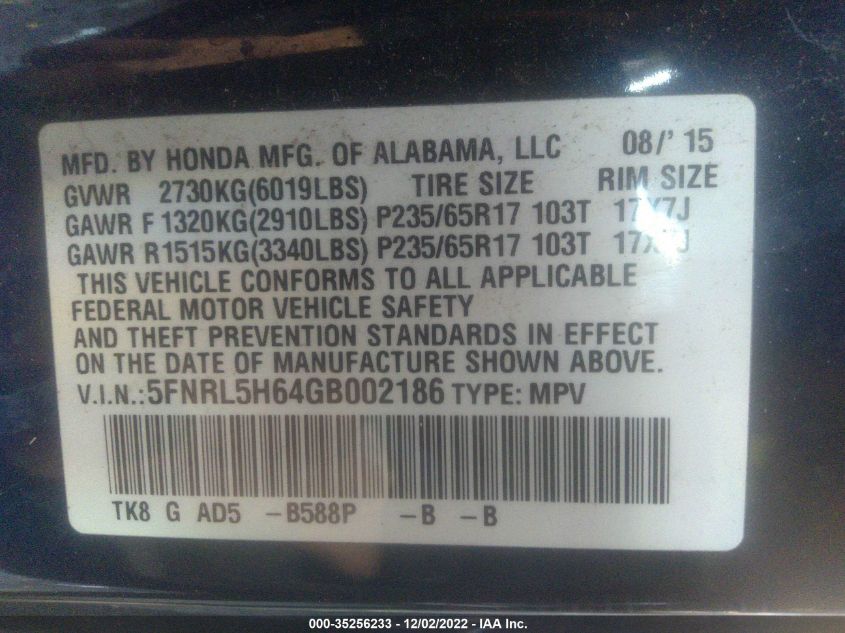 MFD. BY HONDA MFG. OF ALABAMA, LLC 08/' 15
GVWR 2730KG(6019LBS) TIRE SIZE RIM SIZE
GAWR F 1320KG(2910LBS) P235/65R17 103T 17X7J
GAWR R1515KG(3340LBS) P235/65R17 103T 17X7J
THIS VEHICLE CONFORMS TO ALL APPLICABLE
FEDERAL MOTOR VEHICLE SAFETY
AND THEFT PREVENTION STANDARDS IN EFFECT
ON THE DATE OF MANUFACTURE SHOWN ABOVE.
V.I.N.:5FNRL5H64GB002186 TYPE: MPV
TK8 G AD5 -B588P -B -B
000-35256233 - 12/02/2022 - IAA Inc.